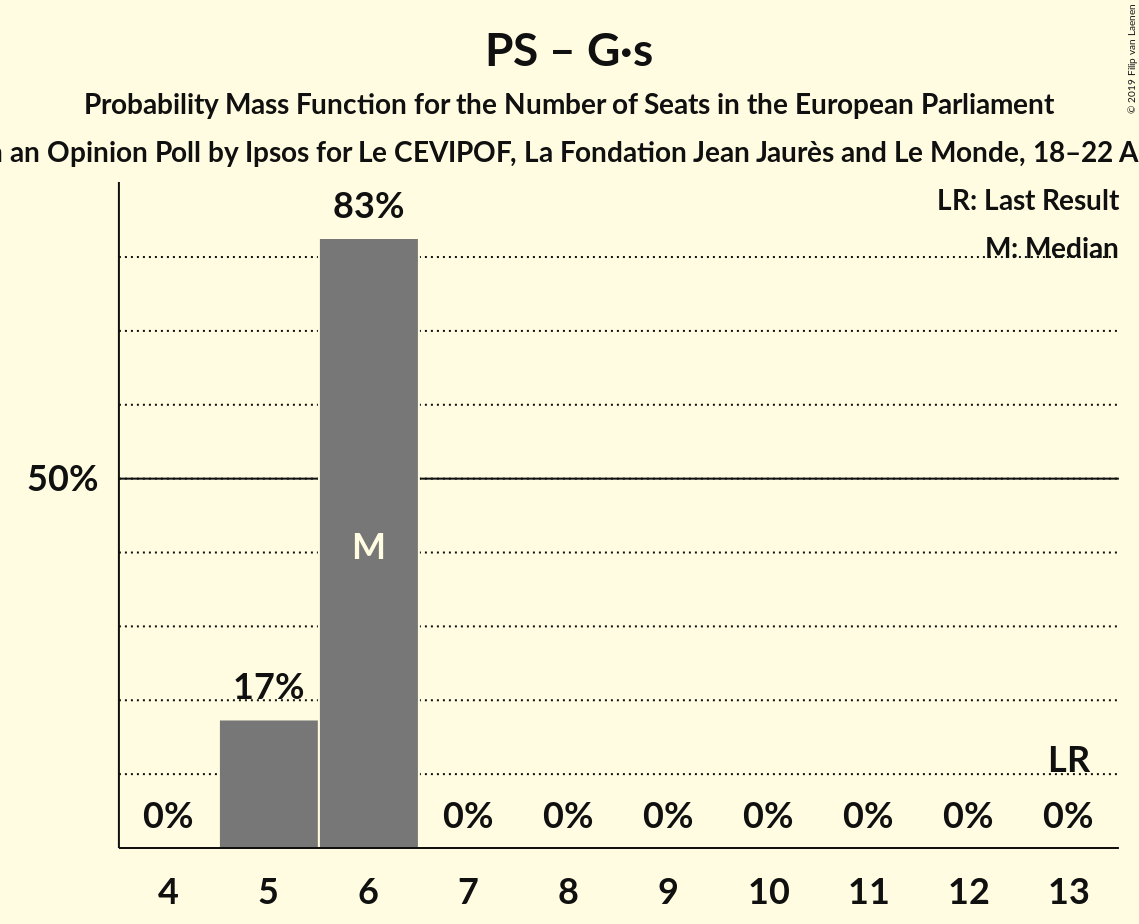 PS – G·s
Probability Mass Function for the Number of Seats in the European Parliament
an Opinion Poll by Ipsos for Le CEVIPOF, La Fondation Jean Jaurès and Le Monde, 18–22 A
© 2019 Filip van Laenen
LR: Last Result
M: Median
83%
50%
M
17%
LR
0% 0% 0% 0% 0% 0% 0% 0%
4 5 6 7 8 9 10 11 12 13